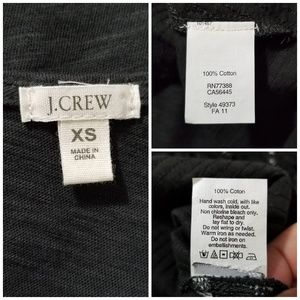 J.CREW
XS
MADE IN
CHINA
100% Cotton
RN77388
CA56445
Style 49373
FA 11
100% Cotton
Hand wash cold, with like
colors, inside out.
Non chlorine bleach only.
Reshape and
lay flat to dry.
Do not wring or twist.
Warm iron as needed.
Do not iron on
embellishments.